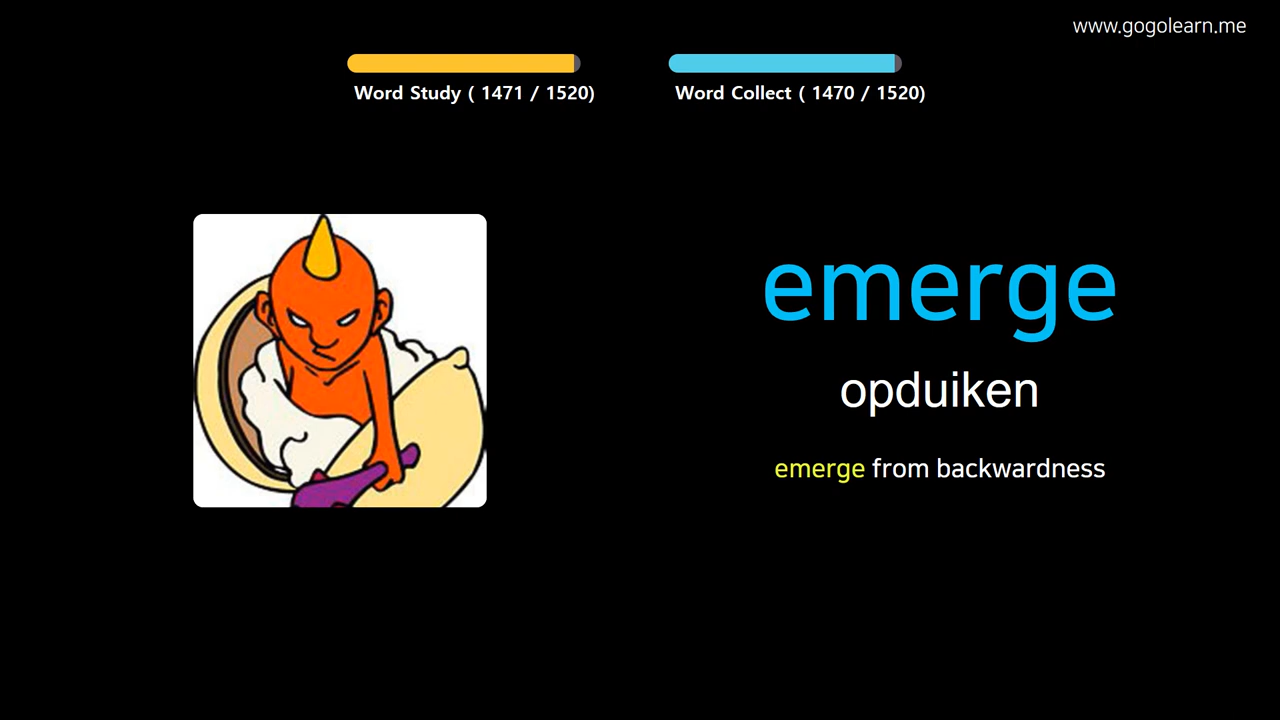 www.gogolearn.me
Word Study ( 1471 / 1520)
Word Collect ( 1470 / 1520)
emerge
opduiken
emerge from backwardness